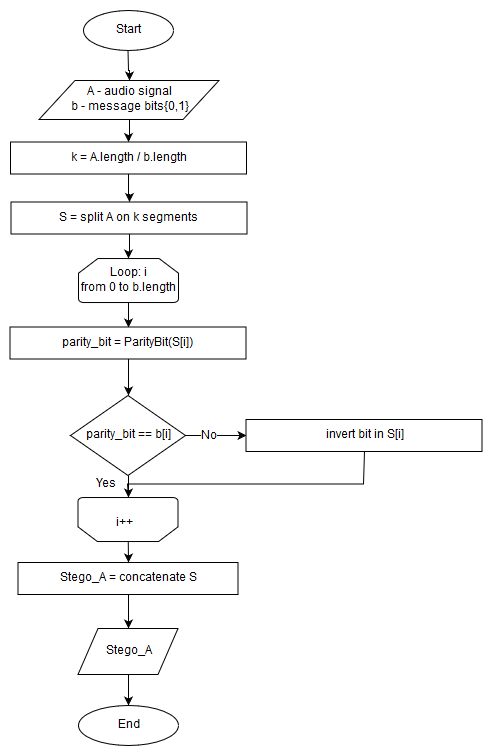 Start
A - audio signal
b - message bits{0,1}
k = A.length / b.length
S = split A on k segments
Loop: i
from 0 to b.length
parity_bit = ParityBit(S[i])
parity_bit == b[i]
No
invert bit in S[i]
Yes
i++
Stego_A = concatenate S
Stego_A
End